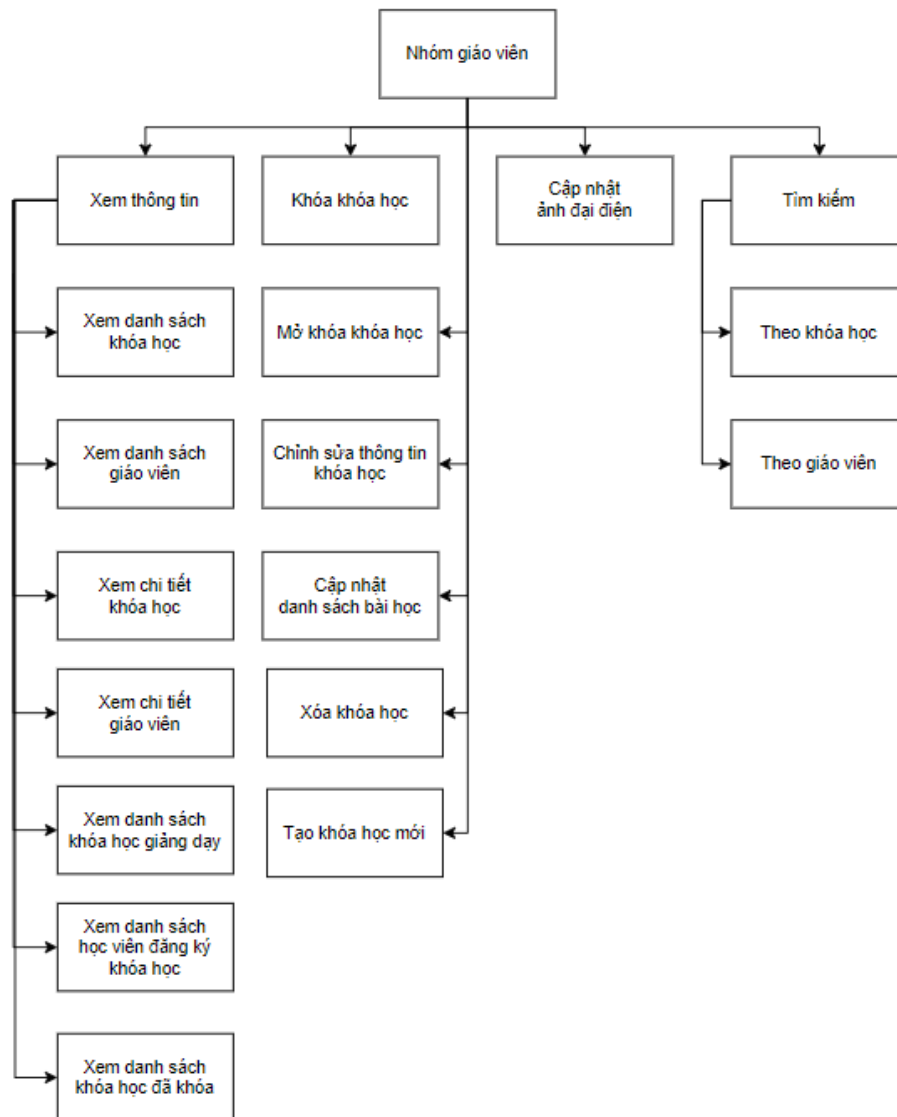 Nhóm giáo viên
Xem thông tin
Khóa khóa học
Cập nhật
ảnh đại điện
Tìm kiếm
Xem danh sách
khóa học
Mở khóa khóa học
Theo khóa học
Xem danh sách
giáo viên
Chỉnh sửa thông tin
khóa học
Theo giáo viên
Xem chi tiết
khóa học
Cập nhật
danh sách bài học
Xem chi tiết
giáo viên
Xóa khóa học
Xem danh sách
khóa học giảng dạy
Tạo khóa học mới
Xem danh sách
học viên đăng ký
khóa học
Xem danh sách
khóa học đã khóa